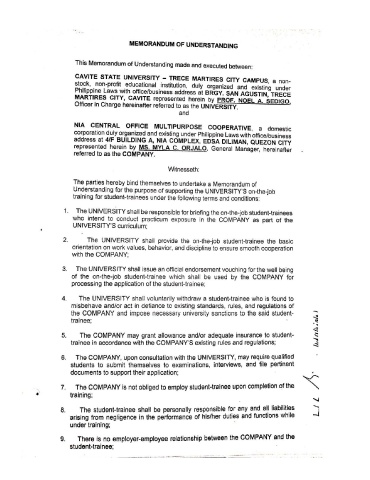 MEMORANDUM OF UNDERSTANDING
This Memorandum of Understanding made and executed between:
CAVITE STATE UNIVERSITY – TRECE MARTIRES CITY CAMPUS, a non-
stock, non-profit educational institution, duly organized and existing under
Philippine Laws with office/business address at BRGY. SAN AGUSTIN, TRECE
MARTIRES CITY, CAVITE represented herein by PROF. NOEL A. SEDIGO,
Officer in Charge hereinafter referred to as the UNIVERSITY.
and
NIA CENTRAL OFFICE MULTIPURPOSE COOPERATIVE, a domestic
corporation duly organized and existing under Philippine Laws with office/business
address at 4/F BUILDING A, NIA COMPLEX, EDSA DILIMAN, QUEZON CITY
represented herein by MS. MYLA C. ORJALO, General Manager, hereinafter
referred to as the COMPANY.
Witnesseth:
The parties hereby bind themselves to undertake a Memorandum of
Understanding for the purpose of supporting the UNIVERSITY'S on-the-job
training for student-trainees under the following terms and conditions:
1. The UNIVERSITY shall be responsible for briefing the on-the-job student-trainees
who intend to conduct practicum exposure in the COMPANY as part of the
UNIVERSITY'S curriculum;
2. The UNIVERSITY shall provide the on-the-job student-trainee the basic
orientation on work values, behavior, and discipline to ensure smooth cooperation
with the COMPANY;
3. The UNIVERSITY shall issue an official endorsement vouching for the well being
of the on-the-job student-trainee which shall be used by the COMPANY for
processing the application of the student-trainee;
4. The UNIVERSITY shall voluntarily withdraw a student-trainee who is found to
misbehave and/or act in defiance to existing standards, rules, and regulations of
the COMPANY and impose necessary university sanctions to the said student-
trainee;
5. The COMPANY may grant allowance and/or adequate insurance to student-
trainee in accordance with the COMPANY'S existing rules and regulations;
6. The COMPANY, upon consultation with the UNIVERSITY, may require qualified
students to submit themselves to examinations, interviews, and file pertinent
documents to support their application;
7. The COMPANY is not obliged to employ student-trainee upon completion of the
training;
8. The student-trainee shall be personally responsible for any and all liabilities
arising from negligence in the performance of his/her duties and functions while
under training;
9. There is no employer-employee relationship between the COMPANY and the
student-trainee;